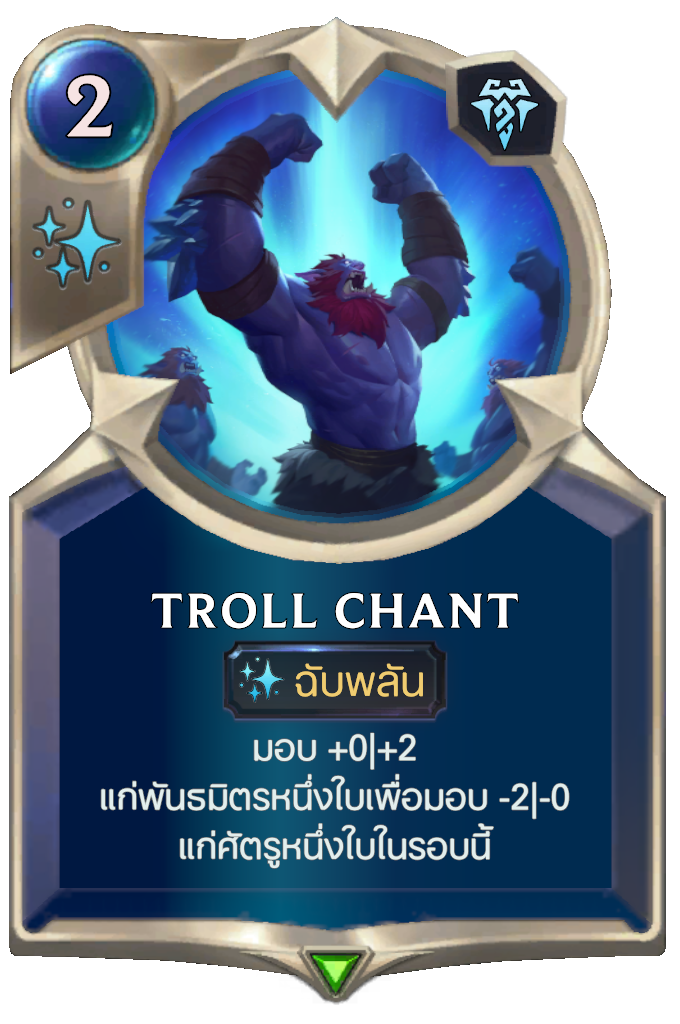 2
TROLL CHANT
ฉับพลัน
มอบ +0|+2
แก่พันธมิตรหนึ่งใบเพื่อมอบ -2|-0
แก่ศัตรูหนึ่งใบในรอบนี้